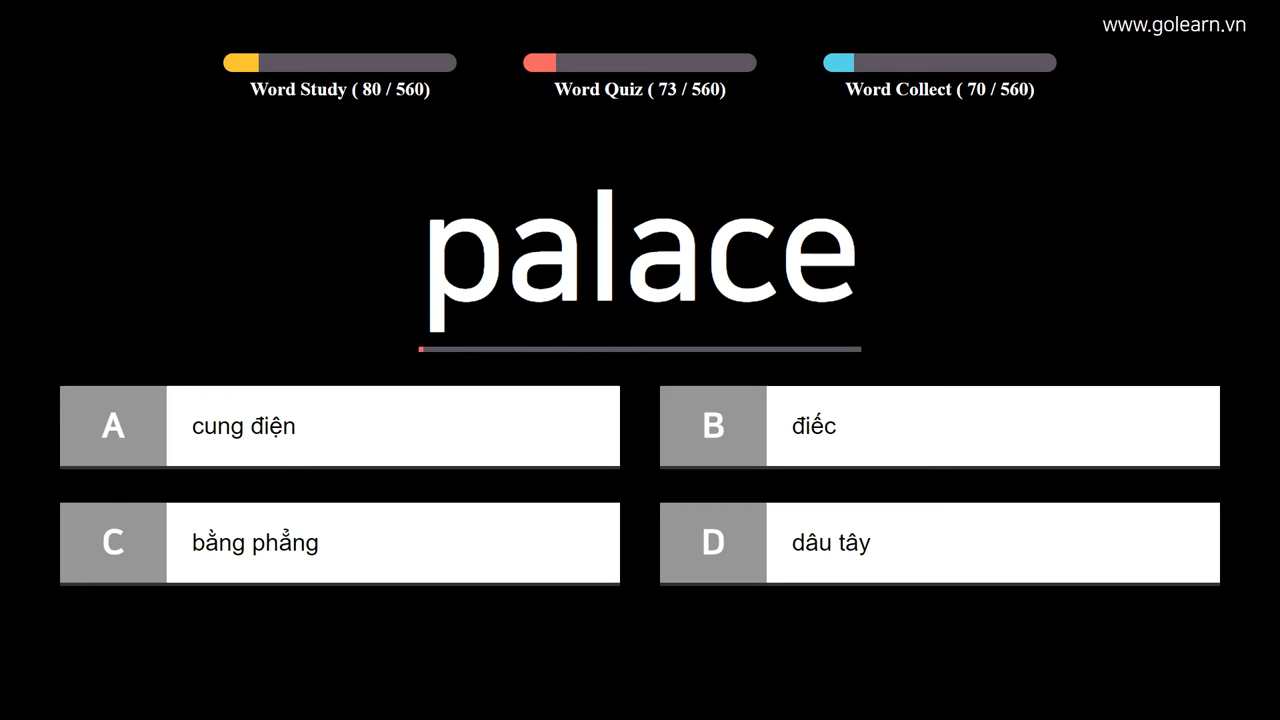 www.golearn.vn
Word Study ( 80 / 560)
Word Quiz ( 73 / 560)
Word Collect ( 70 / 560)
palace
A cung điện
B điếc
C bằng phẳng
D dâu tây